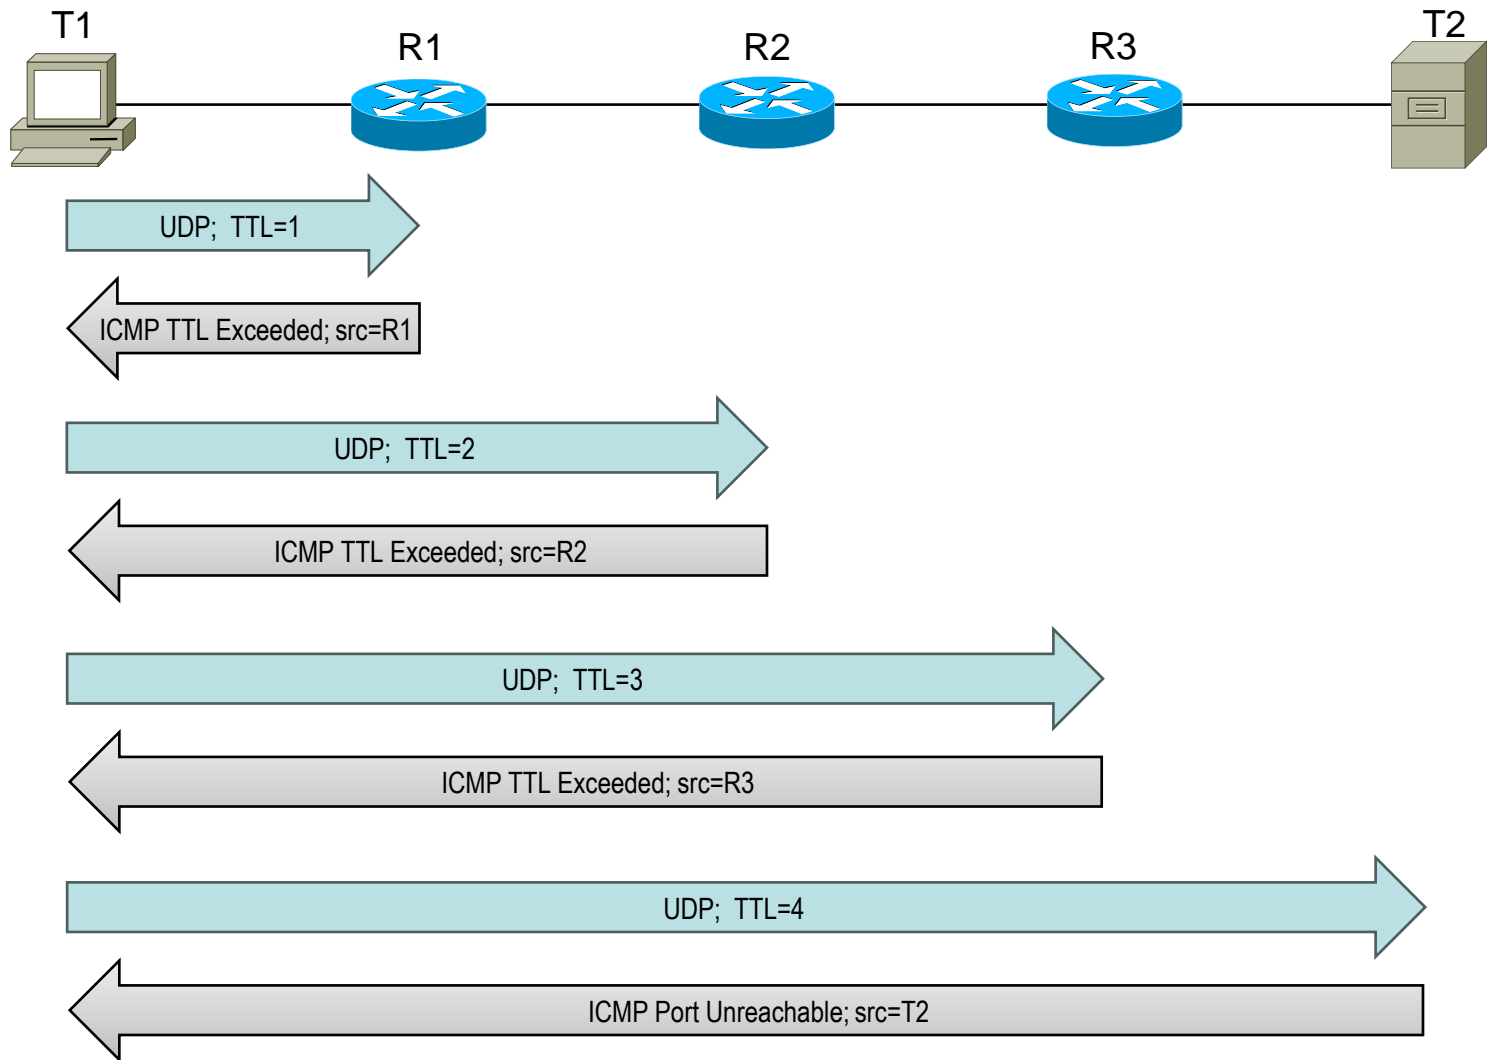 T1
R1
R2
R3
T2
UDP; TTL=1
ICMP TTL Exceeded; src=R1
UDP; TTL=2
ICMP TTL Exceeded; src=R2
UDP; TTL=3
ICMP TTL Exceeded; src=R3
UDP; TTL=4
ICMP Port Unreachable; src=T2